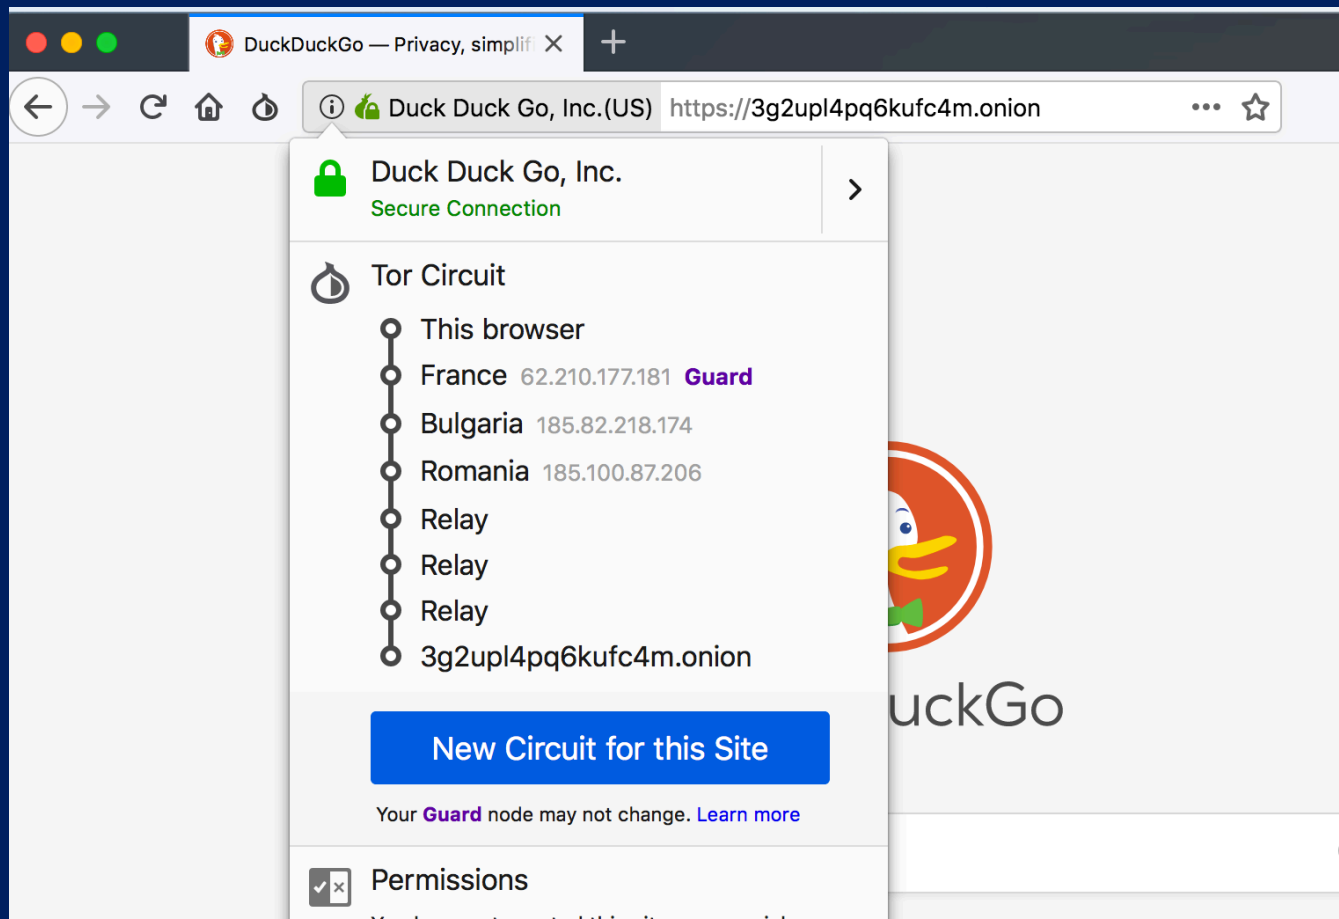 DuckDuckGo — Privacy, simplif
Duck Duck Go, Inc.(US) https://3g2upl4pq6kufc4m.onion
Duck Duck Go, Inc.
Secure Connection
Tor Circuit
This browser
France 62.210.177.181 Guard
Bulgaria 185.82.218.174
Romania 185.100.87.206
Relay
Relay
Relay
3g2upl4pq6kufc4m.onion
uckGo
New Circuit for this Site
Your Guard node may not change. Learn more
Permissions